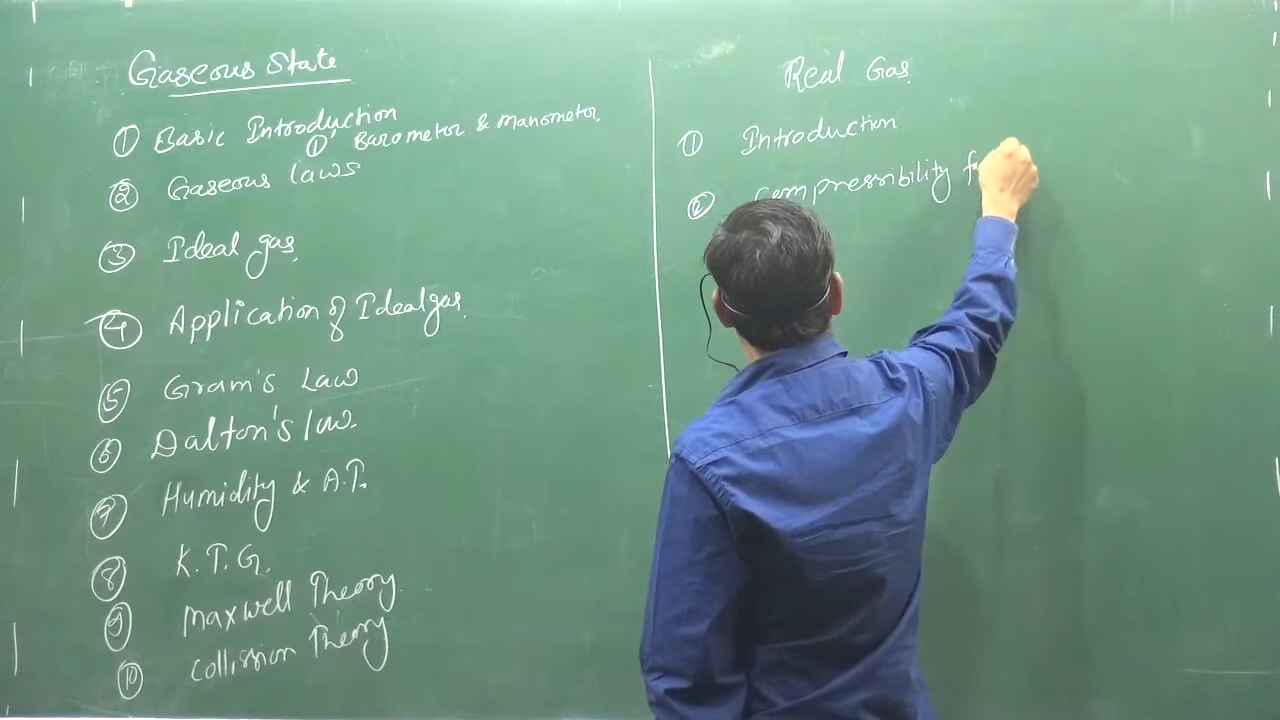 Gaseous State
① Basic Introduction
① Barometer & Manometer.
② Gaseous laws
③ Ideal gas.
④ Application of Ideal gas.
⑤ Gram's Law
⑥ Dalton's law.
⑦ Humidity & A.T.
⑧ K.T.G.
⑨ Maxwell Theory.
⑩ Collision Theory
Real Gas
① Introduction
② Compressibility